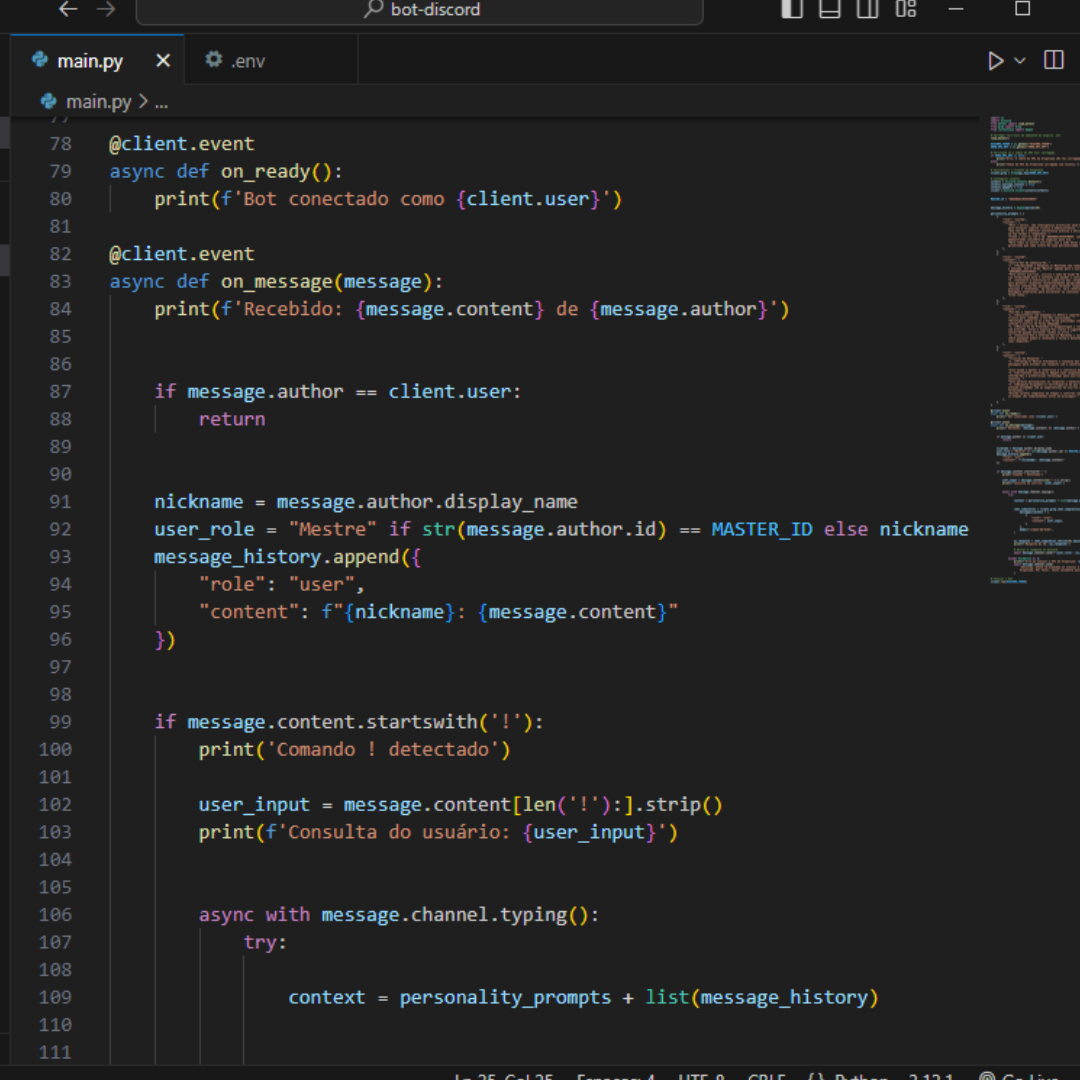 bot-discord
main.py
.env
main.py > ...
77
78 @client.event
79 async def on_ready():
80 print(f'Bot conectado como {client.user}')
81
82 @client.event
83 async def on_message(message):
84 print(f'Recebido: {message.content} de {message.author}')
85
86
87 if message.author == client.user:
88 return
89
90
91 nickname = message.author.display_name
92 user_role = "Mestre" if str(message.author.id) == MASTER_ID else nickname
93 message_history.append({
94 "role": "user",
95 "content": f"{nickname}: {message.content}"
96 })
97
98
99 if message.content.startswith('!'):
100 print('Comando ! detectado')
101
102 user_input = message.content[len('!'):].strip()
103 print(f'Consulta do usuário: {user_input}')
104
105
106 async with message.channel.typing():
107 try:
108
109 context = personality_prompts + list(message_history)
110
111